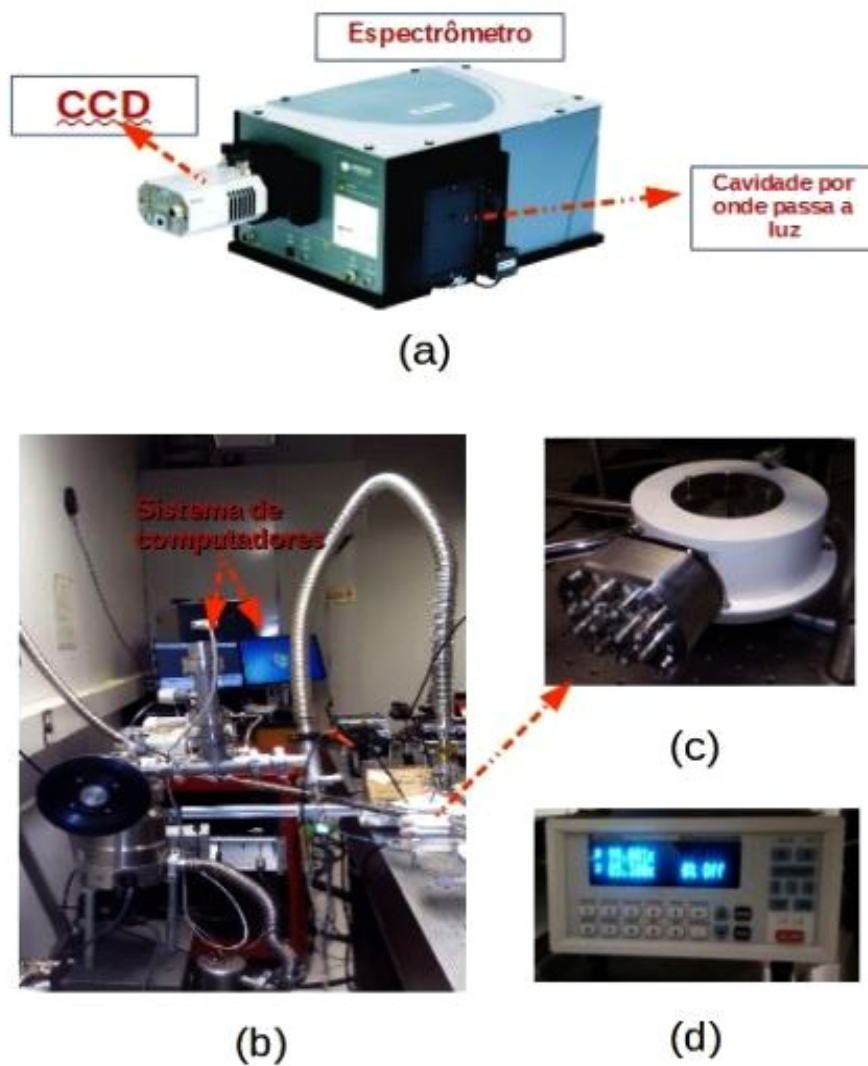 Espectrômetro
CCD
Cavidade por
onde passa a
luz
(a)
Sistema de
computadores
(b)
(c)
(d)